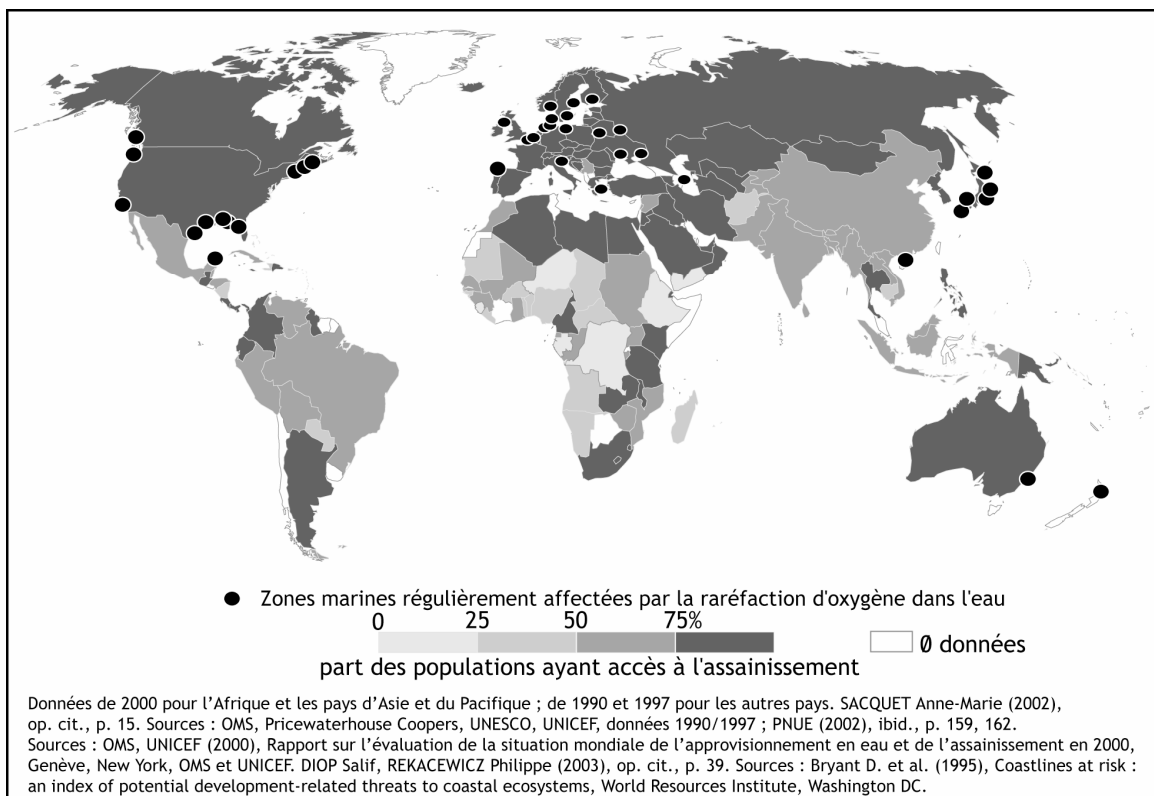 Zones marines régulièrement affectées par la raréfaction d'oxygène dans l'eau
0 25 50 75%
Ø données
part des populations ayant accès à l'assainissement
Données de 2000 pour l’Afrique et les pays d’Asie et du Pacifique ; de 1990 et 1997 pour les autres pays. SACQUET Anne-Marie (2002),
op. cit., p. 15. Sources : OMS, Pricewaterhouse Coopers, UNESCO, UNICEF, données 1990/1997 ; PNUE (2002), ibid., p. 159, 162.
Sources : OMS, UNICEF (2000), Rapport sur l’évaluation de la situation mondiale de l’approvisionnement en eau et de l’assainissement en 2000,
Genève, New York, OMS et UNICEF. DIOP Salif, REKACEWICZ Philippe (2003), op. cit., p. 39. Sources : Bryant D. et al. (1995), Coastlines at risk :
an index of potential development-related threats to coastal ecosystems, World Resources Institute, Washington DC.